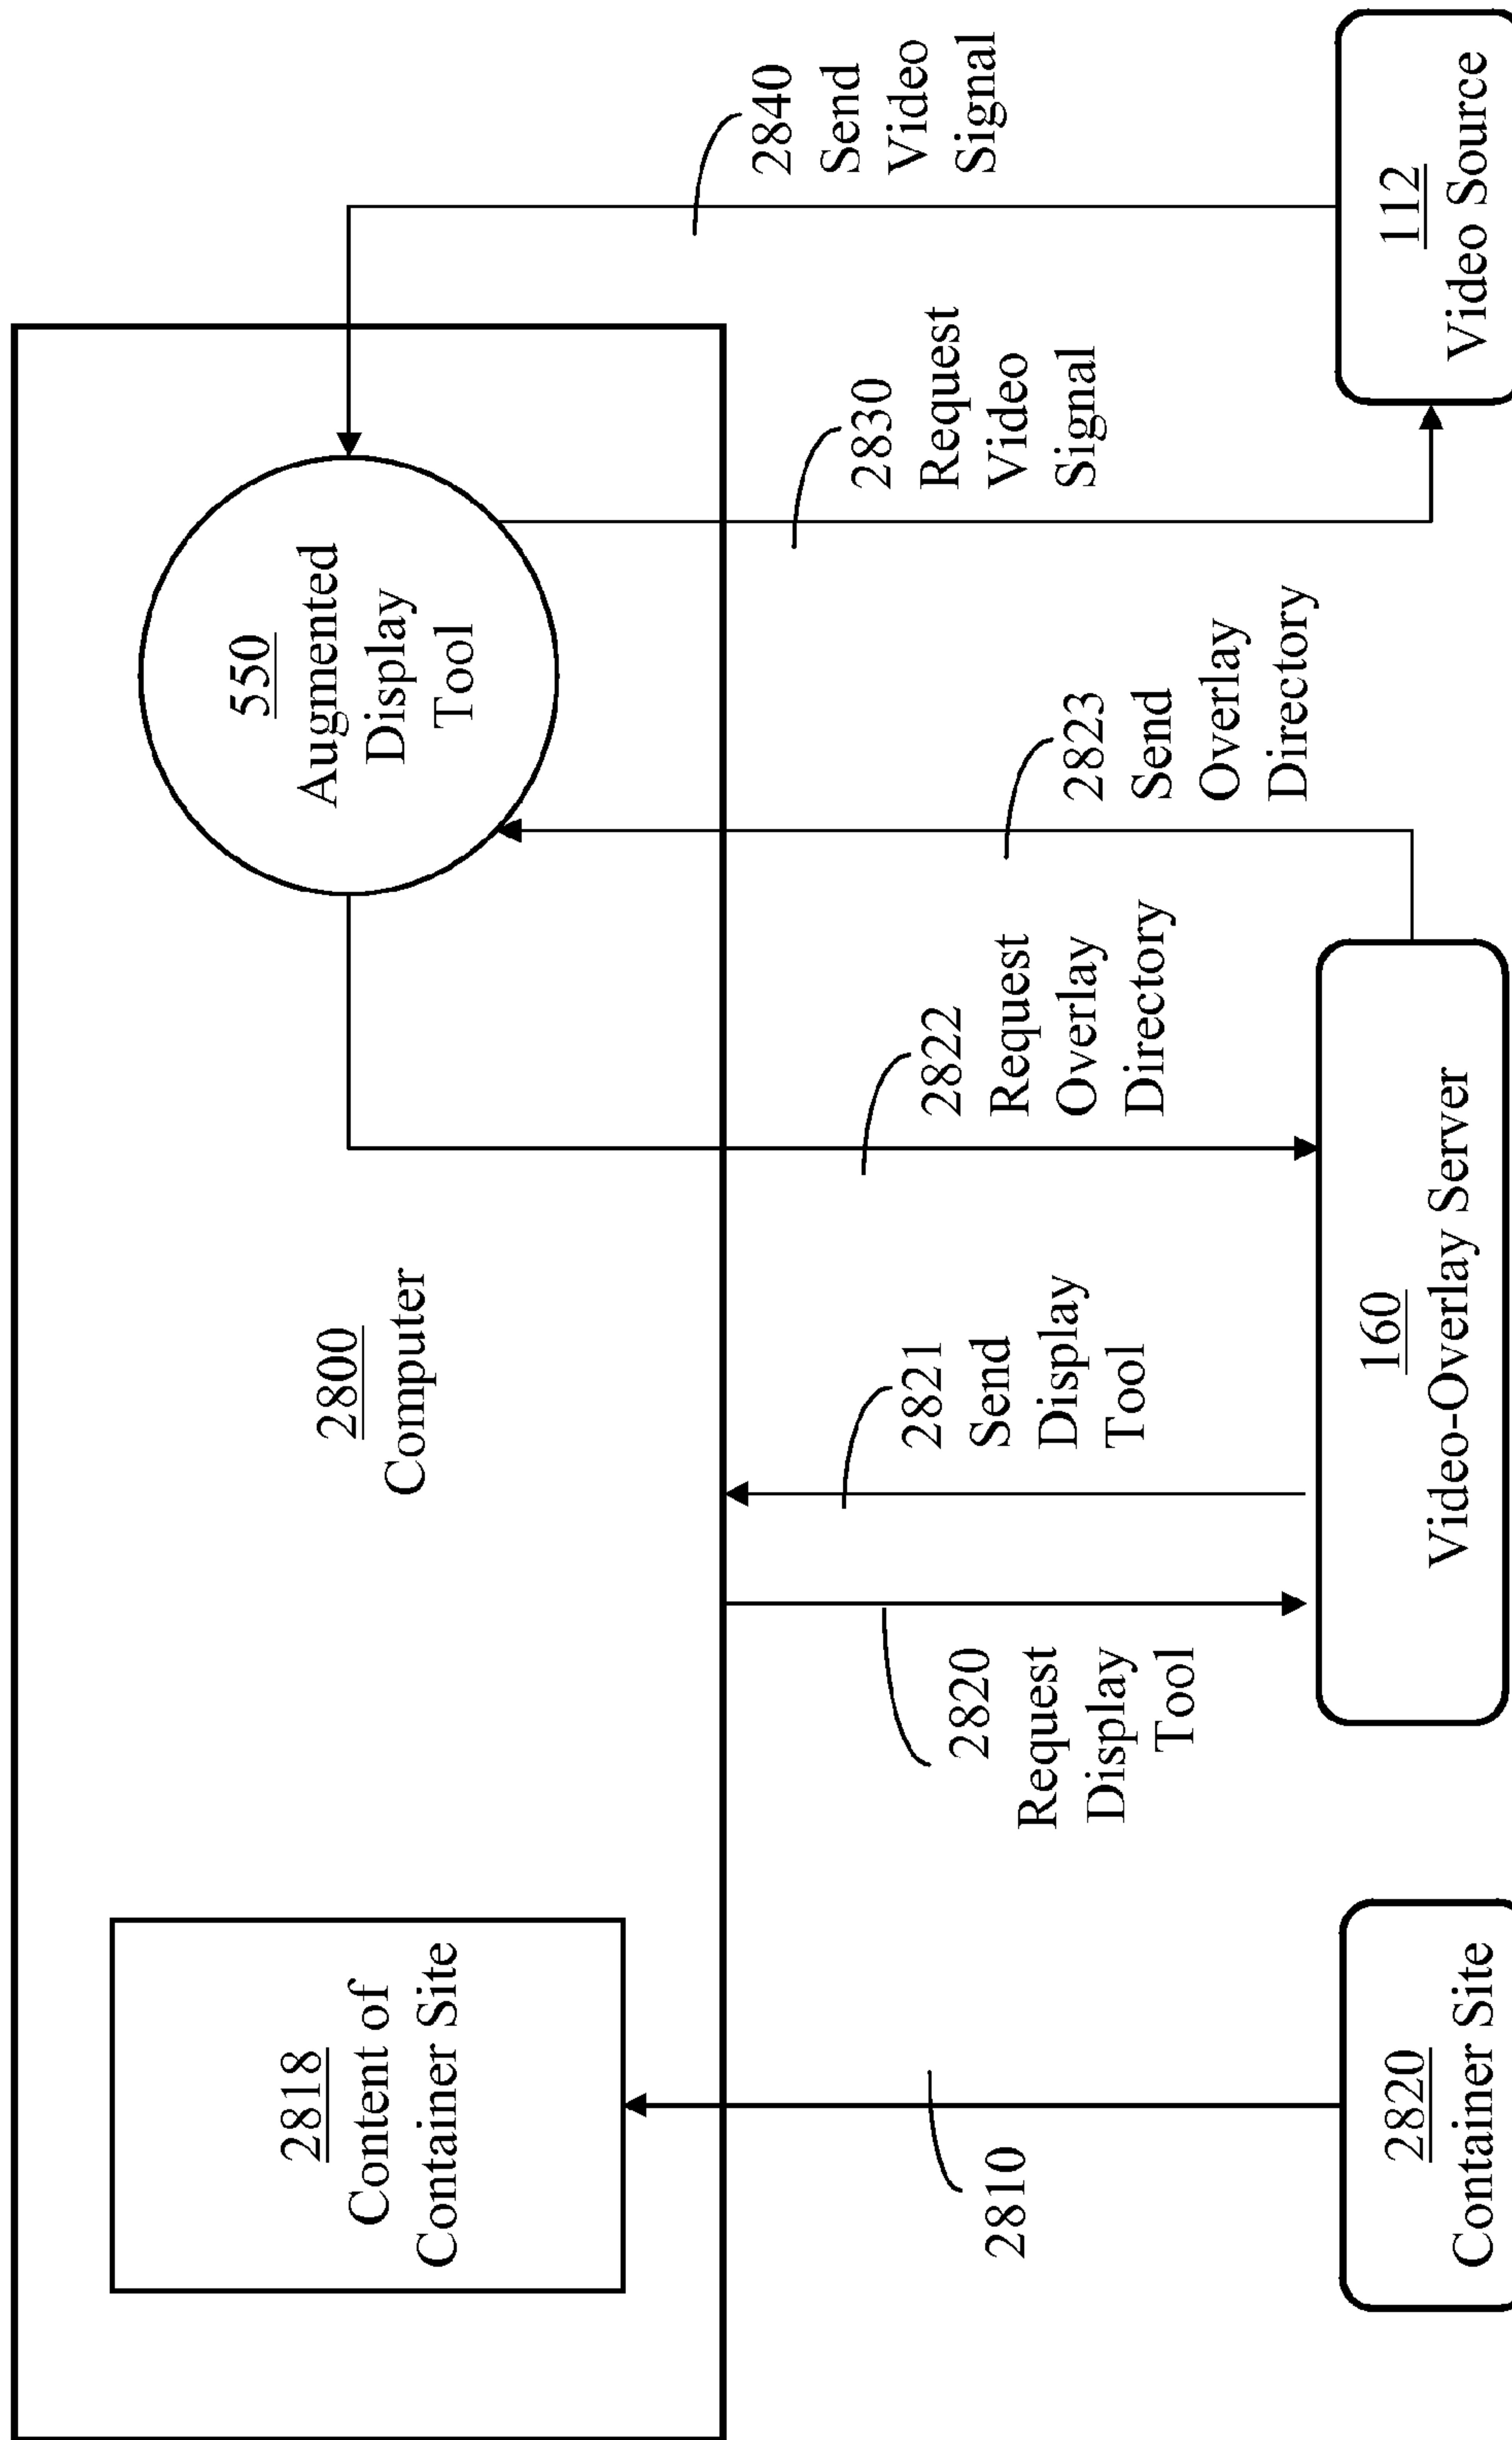 2800
Computer
2818
Content of
Container Site
550
Augmented
Display
Tool
2810
2820
Request
Display
Tool
2821
Send
Display
Tool
2822
Request
Overlay
Directory
2823
Send
Overlay
Directory
2830
Request
Video
Signal
2840
Send
Video
Signal
2820
Container Site
160
Video-Overlay Server
112
Video Source